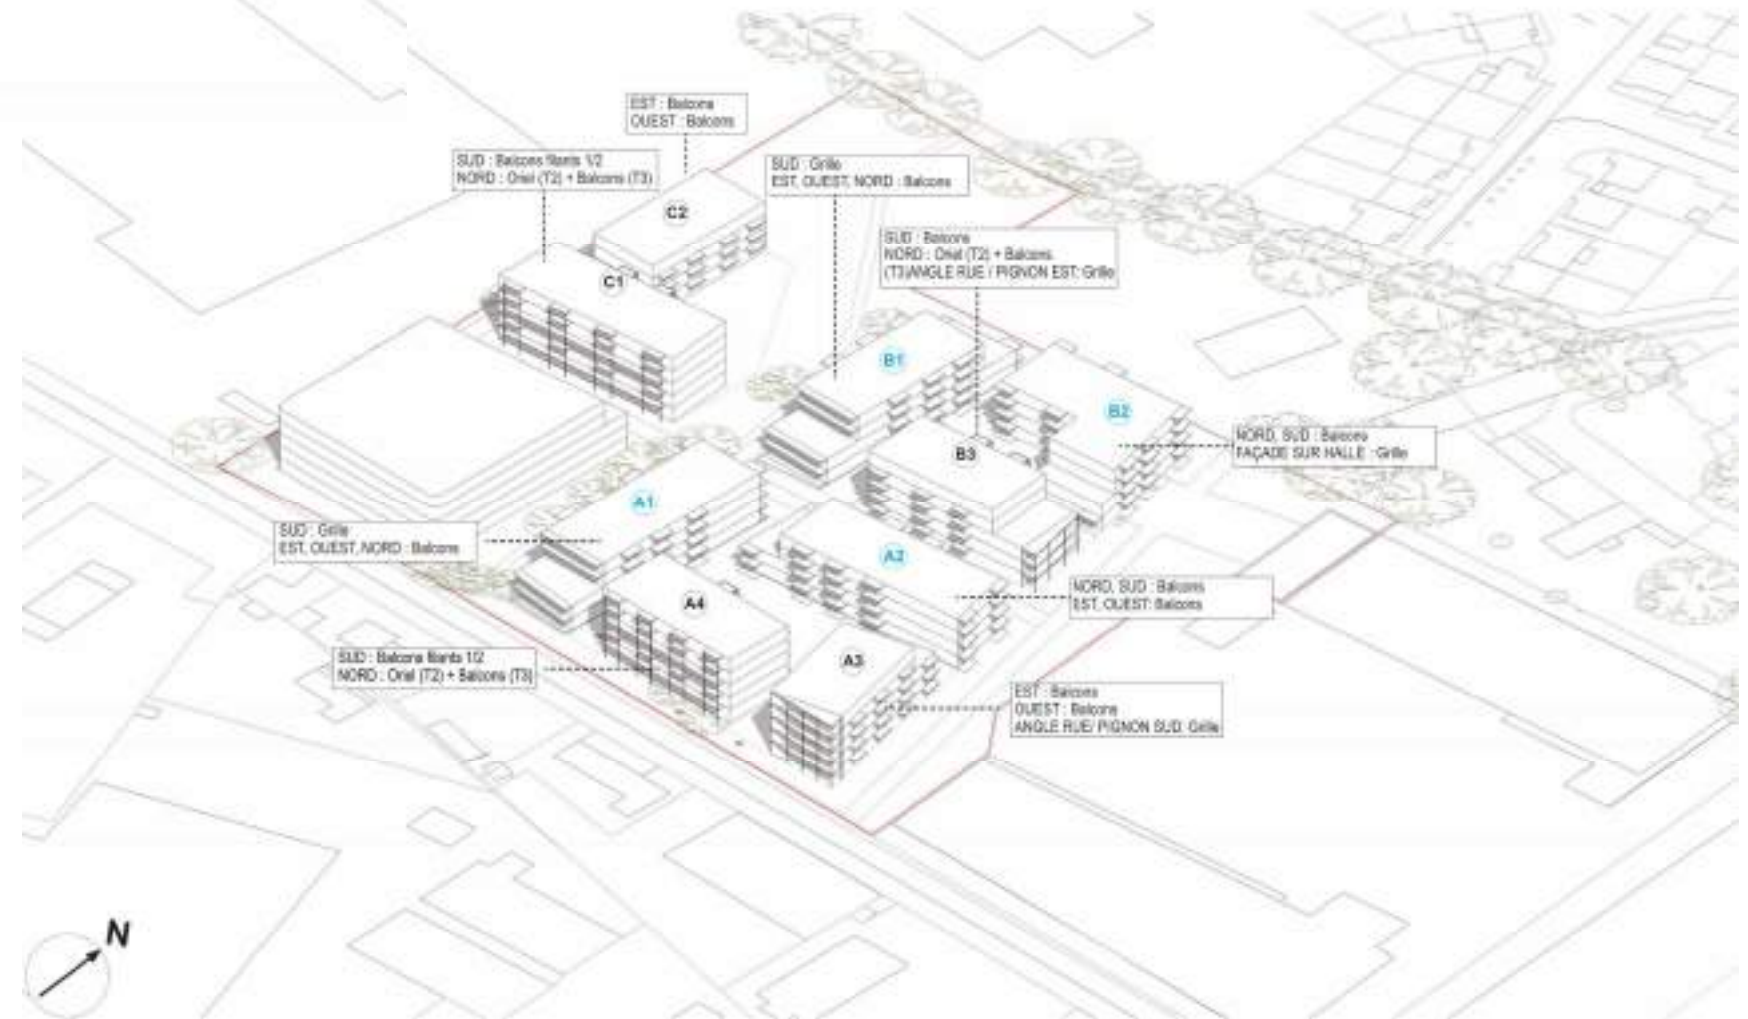 EST : Balcons
OUEST : Balcons
SUD : Balcons filants 1/2
NORD : Oriel (T2) + Balcons (T3)
SUD : Grille
EST, OUEST, NORD : Balcons
C2
SUD : Balcons
NORD : Oriel (T2) + Balcons
(T3)ANGLE RUE / PIGNON EST: Grille
C1
B1
B2
NORD, SUD : Balcons
FAÇADE SUR HALLE : Grille
B3
A1
SUD : Grille
EST, OUEST, NORD : Balcons
A2
NORD, SUD : Balcons
EST, OUEST: Balcons
A4
SUD : Balcons filants 1/2
NORD : Oriel (T2) + Balcons (T3)
A3
EST : Balcons
OUEST : Balcons
ANGLE RUE/ PIGNON SUD: Grille
N